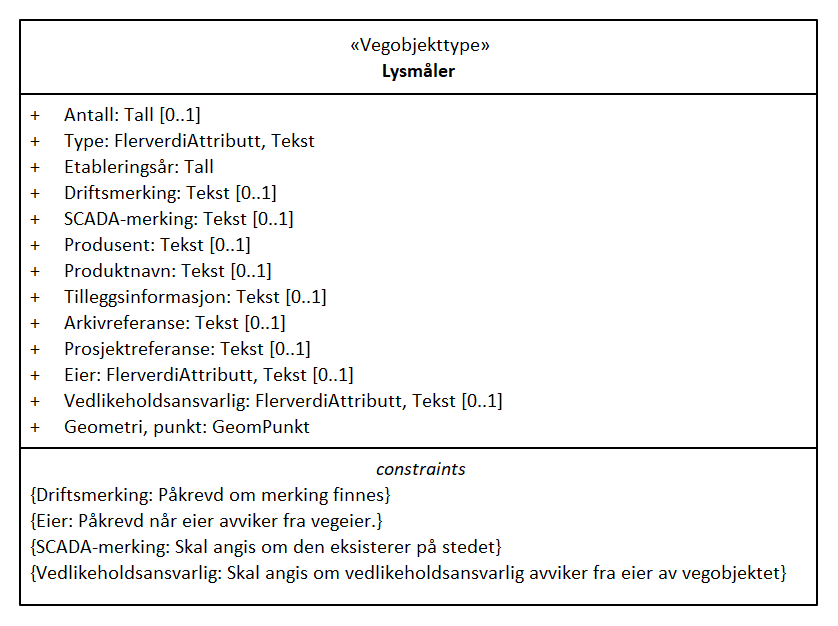 «Vegobjekttype»
Lysmåler
+ Antall: Tall [0..1]
+ Type: FlerverdiAttributt, Tekst
+ Etableringsår: Tall
+ Driftsmerking: Tekst [0..1]
+ SCADA-merking: Tekst [0..1]
+ Produsent: Tekst [0..1]
+ Produktnavn: Tekst [0..1]
+ Tilleggsinformasjon: Tekst [0..1]
+ Arkivreferanse: Tekst [0..1]
+ Prosjektreferanse: Tekst [0..1]
+ Eier: FlerverdiAttributt, Tekst [0..1]
+ Vedlikeholdsansvarlig: FlerverdiAttributt, Tekst [0..1]
+ Geometri, punkt: GeomPunkt
constraints
{Driftsmerking: Påkrevd om merking finnes}
{Eier: Påkrevd når eier avviker fra vegeier.}
{SCADA-merking: Skal angis om den eksisterer på stedet}
{Vedlikeholdsansvarlig: Skal angis om vedlikeholdsansvarlig avviker fra eier av vegobjektet}